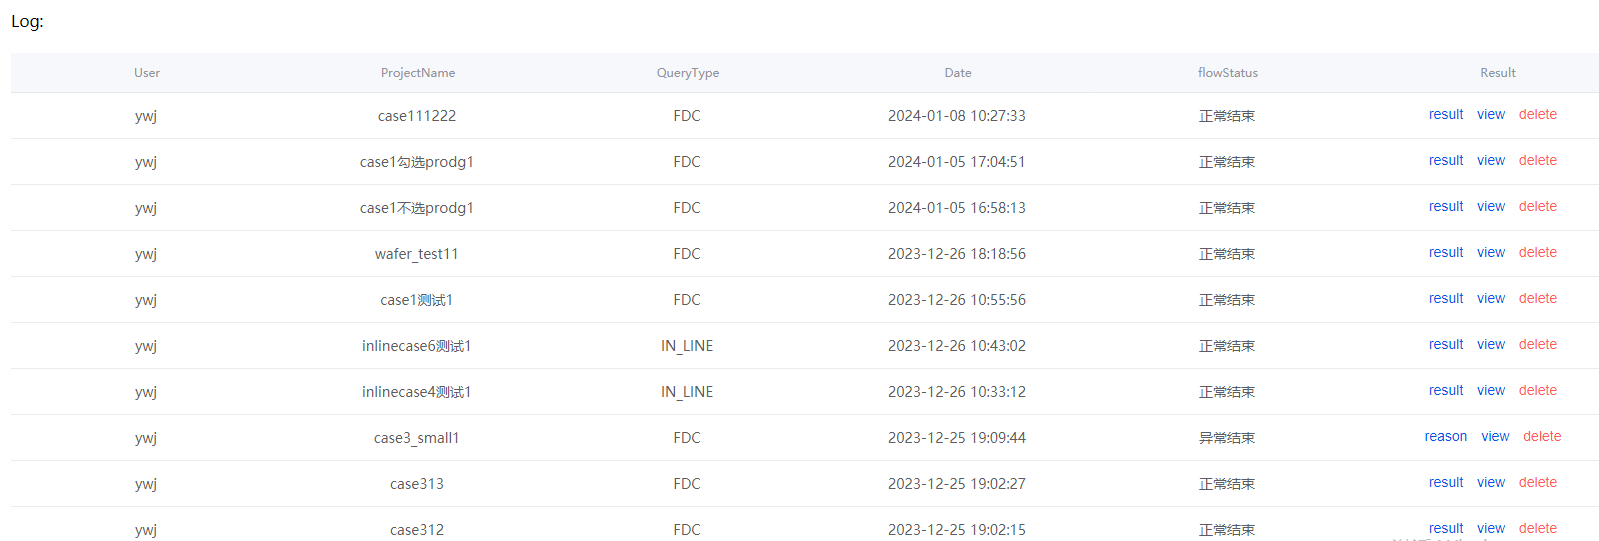 Log:
User ProjectName QueryType Date flowStatus Result
ywj case111222 FDC 2024-01-08 10:27:33 正常结束 result view delete
ywj case1勾选prodg1 FDC 2024-01-05 17:04:51 正常结束 result view delete
ywj case1不选prodg1 FDC 2024-01-05 16:58:13 正常结束 result view delete
ywj wafer_test11 FDC 2023-12-26 18:18:56 正常结束 result view delete
ywj case1测试1 FDC 2023-12-26 10:55:56 正常结束 result view delete
ywj inlinecase6测试1 IN_LINE 2023-12-26 10:43:02 正常结束 result view delete
ywj inlinecase4测试1 IN_LINE 2023-12-26 10:33:12 正常结束 result view delete
ywj case3_small1 FDC 2023-12-25 19:09:44 异常结束 reason view delete
ywj case313 FDC 2023-12-25 19:02:27 正常结束 result view delete
ywj case312 FDC 2023-12-25 19:02:15 正常结束 result view delete